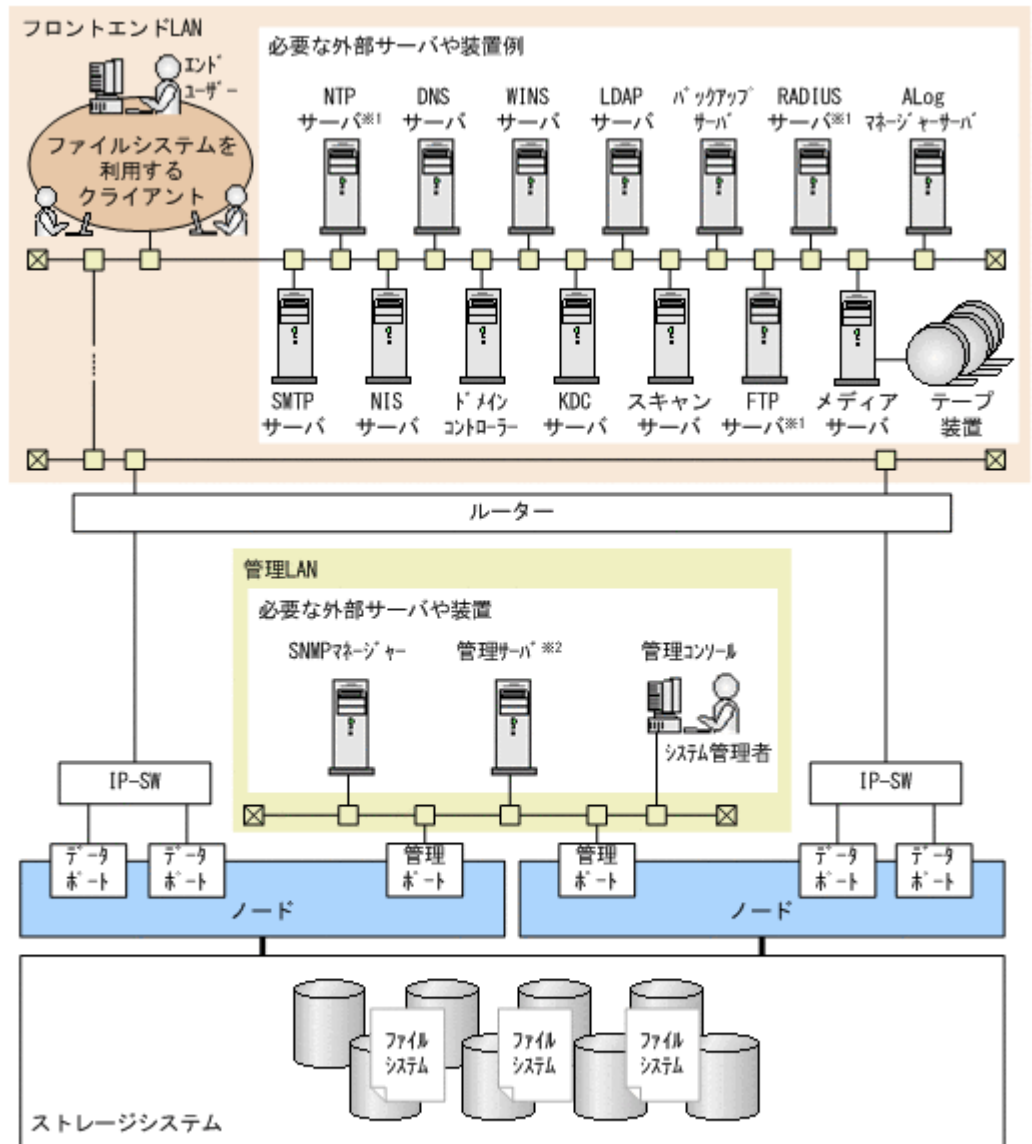 フロントエンドLAN
エンド
ユーザー
ファイルシステムを
利用する
クライアント
必要な外部サーバや装置例
NTP
サーバ※1
DNS
サーバ
WINS
サーバ
LDAP
サーバ
バックアップ
サーバ
RADIUS
サーバ※1
ALog
マネージャーサーバ
SMTP
サーバ
NIS
サーバ
ドメイン
コントローラー
KDC
サーバ
スキャン
サーバ
FTP
サーバ※1
メディア
サーバ
テープ
装置
ルーター
管理LAN
必要な外部サーバや装置
SNMPマネージャー
管理サーバ※2
管理コンソール
システム管理者
IP-SW
IP-SW
データ
ポート
データ
ポート
管理
ポート
管理
ポート
データ
ポート
データ
ポート
ノード
ノード
ファイル
システム
ファイル
システム
ファイル
システム
ストレージシステム